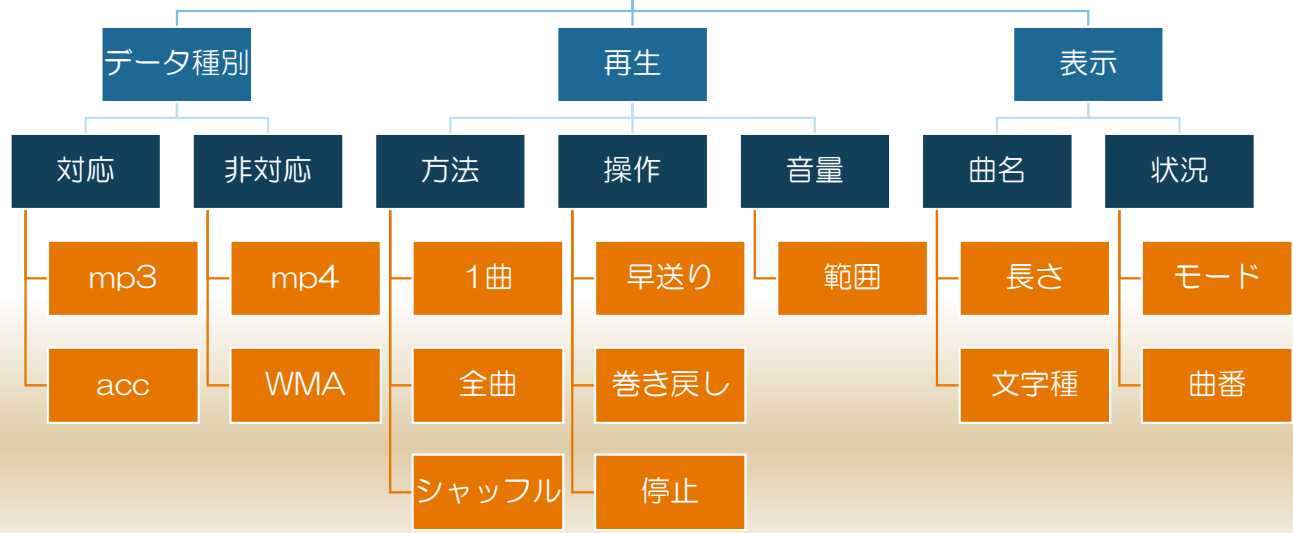 データ種別
再生
表示
対応
非対応
方法
操作
音量
曲名
状況
mp3
mp4
1曲
早送り
範囲
長さ
モード
acc
WMA
全曲
巻き戻し
文字種
曲番
シャッフル
停止